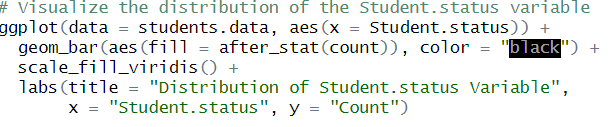 # Visualize the distribution of the Student.status variable
ggplot(data = students.data, aes(x = Student.status)) +
  geom_bar(aes(fill = after_stat(count)), color = "black") +
  scale_fill_viridis() +
  labs(title = "Distribution of Student.status Variable",
       x = "Student.status", y = "Count")